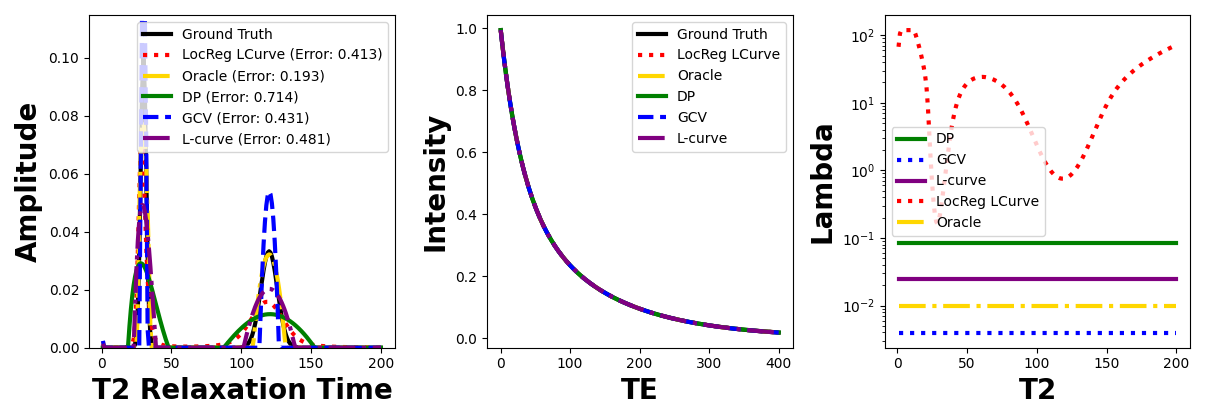 Amplitude
0.10
0.08
0.06
0.04
0.02
0.00
Ground Truth
LocReg LCurve (Error: 0.413)
Oracle (Error: 0.193)
DP (Error: 0.714)
GCV (Error: 0.431)
L-curve (Error: 0.481)
0 50 100 150 200
T2 Relaxation Time
Intensity
1.0
0.8
0.6
0.4
0.2
0.0
Ground Truth
LocReg LCurve
Oracle
DP
GCV
L-curve
0 100 200 300 400
TE
Lambda
10²
10¹
10⁰
10⁻¹
10⁻²
DP
GCV
L-curve
LocReg LCurve
Oracle
0 50 100 150 200
T2